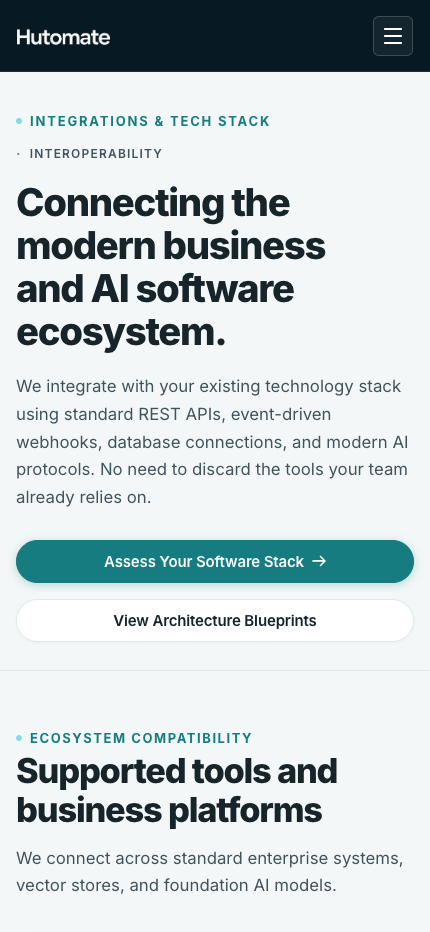 Hutomate
INTEGRATIONS & TECH STACK
· INTEROPERABILITY
Connecting the
modern business
and AI software
ecosystem.
We integrate with your existing technology stack
using standard REST APIs, event-driven
webhooks, database connections, and modern AI
protocols. No need to discard the tools your team
already relies on.
Assess Your Software Stack →
View Architecture Blueprints
ECOSYSTEM COMPATIBILITY
Supported tools and
business platforms
We connect across standard enterprise systems,
vector stores, and foundation AI models.